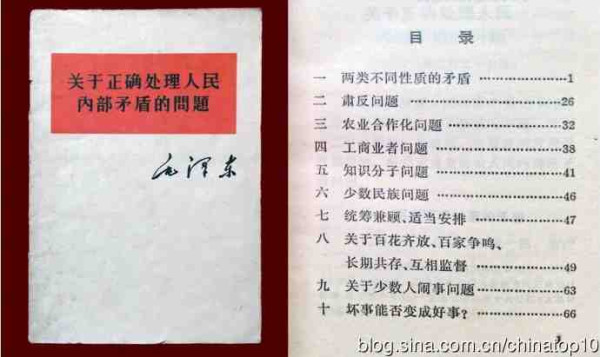 关于正确处理人民
內部矛盾的問題
毛泽东
目 录
一 两类不同性质的矛盾 ……………… 1
二 肃反问题 ……………… 26
三 农业合作化问题 ……………… 32
四 工商业者问题 ……………… 38
五 知识分子问题 ……………… 41
六 少数民族问题 ……………… 46
七 统筹兼顾、适当安排 ……………… 47
八 关于百花齐放、百家争鸣、
长期共存、互相监督 ……………… 49
九 关于少数人闹事问题 ……………… 63
十 坏事能否变成好事? ……………… 66
blog.sina.com.cn/chinatop10